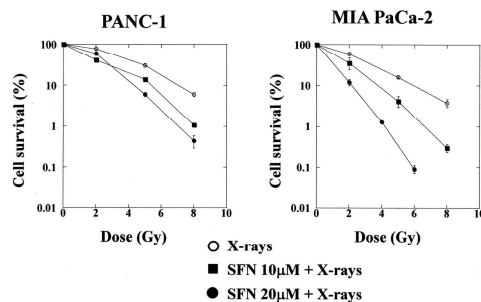 PANC-1
MIA PaCa-2
Cell survival (%)
100
10
1
0.1
0.01
0 2 4 6 8 10
Dose (Gy)
Cell survival (%)
100
10
1
0.1
0.01
0 2 4 6 8 10
Dose (Gy)
X-rays
SFN 10μM + X-rays
SFN 20μM + X-rays